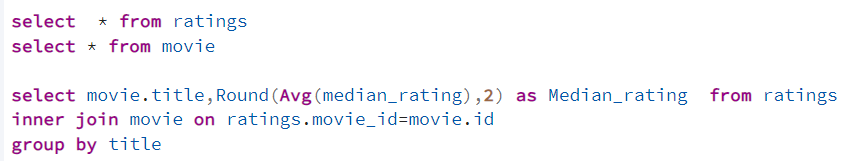 select  * from ratings
select * from movie
select movie.title,Round(Avg(median_rating),2) as Median_rating  from ratings
inner join movie on ratings.movie_id=movie.id
group by title